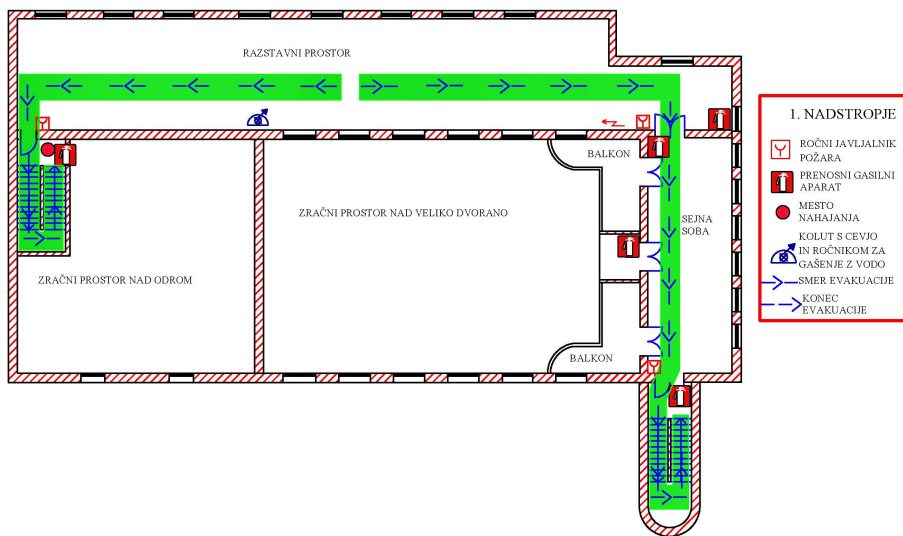 RAZSTAVNI PROSTOR
BALKON
ZRAČNI PROSTOR NAD VELIKO DVORANO
SEJNA
SOBA
ZRAČNI PROSTOR NAD ODROM
BALKON
1. NADSTROPJE
ROČNI JAVLJALNIK
POŽARA
PRENOSNI GASILNI
APARAT
MESTO
NAHAJANJA
KOLUT S CEVJO
IN ROČNIKOM ZA
GAŠENJE Z VODO
SMER EVAKUACIJE
KONEC
EVAKUACIJE